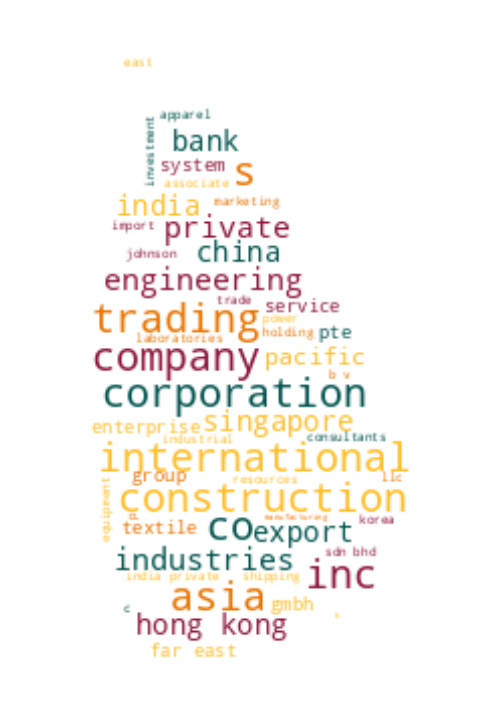 east
apparel
investment
bank
system
s
associate
india
marketing
import
private
johnson
china
engineering
trade
service
trading
power
holding
pte
laboratories
company
pacific
b v
corporation
enterprise
singapore
industrial
consultants
international
group
resources
llc
equipment
construction
p
textile
co
manufacturing
export
korea
industries
sdn bhd
inc
india private
shipping
asia
gmbh
c
hong kong
far east